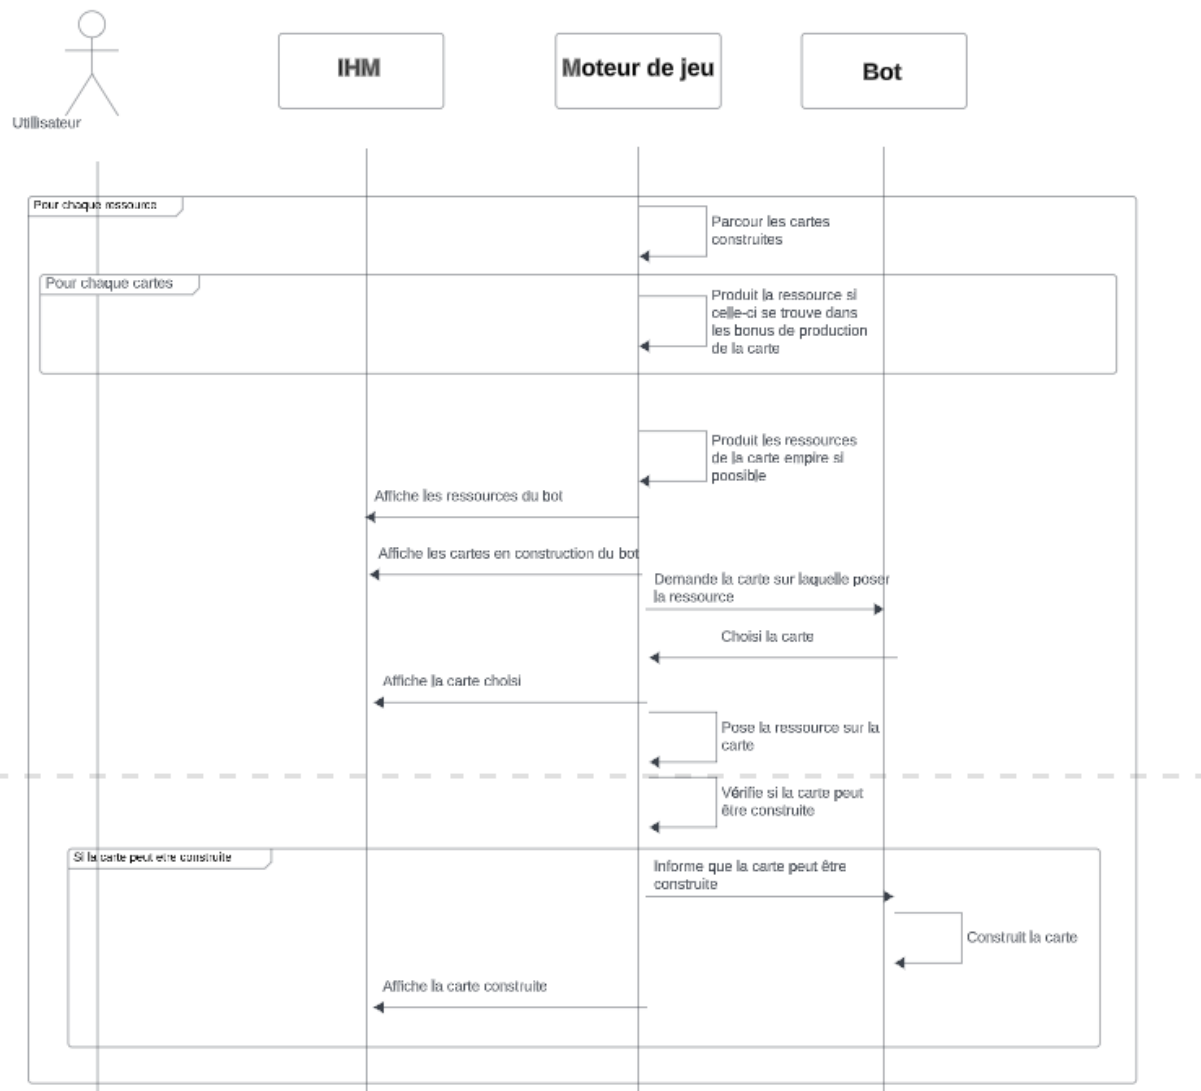 Utilisateur
IHM
Moteur de jeu
Bot
Pour chaque ressource
Parcour les cartes
construites
Pour chaque cartes
Produit la ressource si
celle-ci se trouve dans
les bonus de production
de la carte
Produit les ressources
de la carte empire si
poosible
Affiche les ressources du bot
Affiche les cartes en construction du bot
Demande la carte sur laquelle poser
la ressource
Choisi la carte
Affiche la carte choisi
Pose la ressource sur la
carte
Vérifie si la carte peut
être construite
Si la carte peut etre construite
Informe que la carte peut être
construite
Construit la carte
Affiche la carte construite